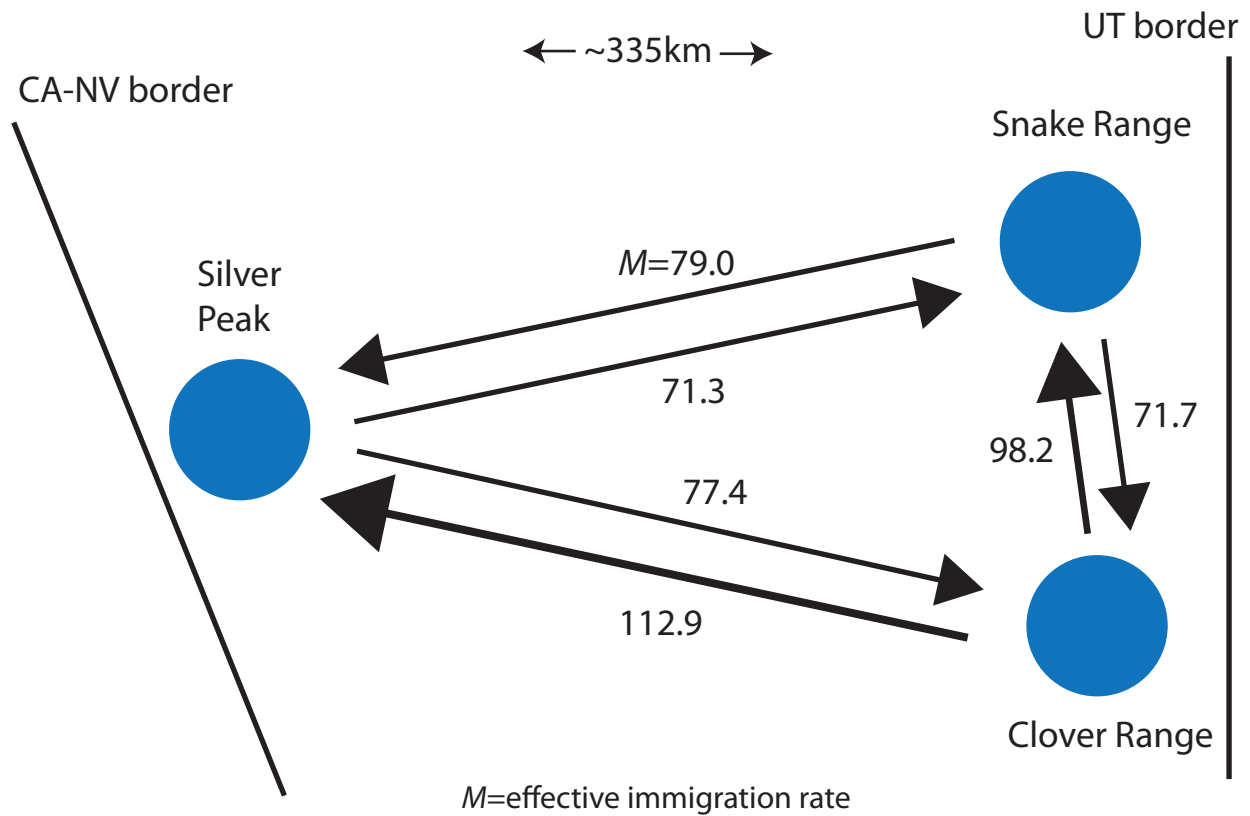 UT border
~335km
CA-NV border
Snake Range
M=79.0
Silver
Peak
71.3
71.7
98.2
77.4
112.9
Clover Range
M=effective immigration rate